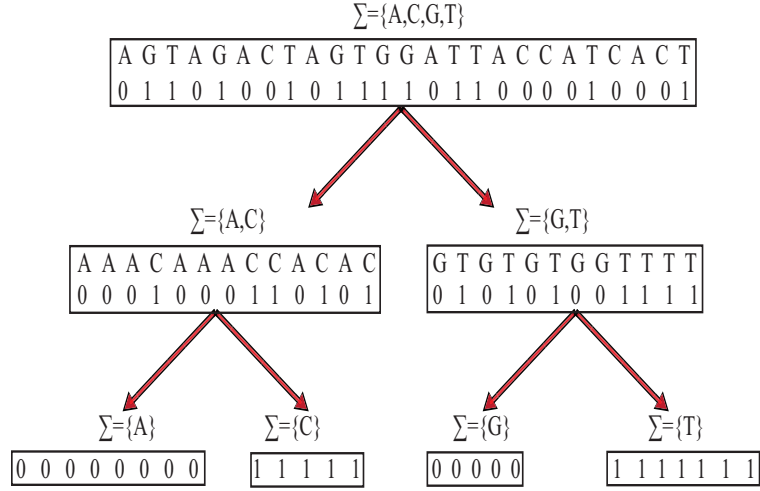 ∑={A,C,G,T}
A G T A G A C T A G T G G A T T A C C A T C A C T
0 1 1 0 1 0 0 1 0 1 1 1 1 0 1 1 0 0 0 0 1 0 0 0 1
∑={A,C}
A A A C A A A C C A C A C
0 0 0 1 0 0 0 1 1 0 1 0 1
∑={G,T}
G T G T G T G G T T T T
0 1 0 1 0 1 0 0 1 1 1 1
∑={A}
0 0 0 0 0 0 0 0
∑={C}
1 1 1 1 1
∑={G}
0 0 0 0 0
∑={T}
1 1 1 1 1 1 1